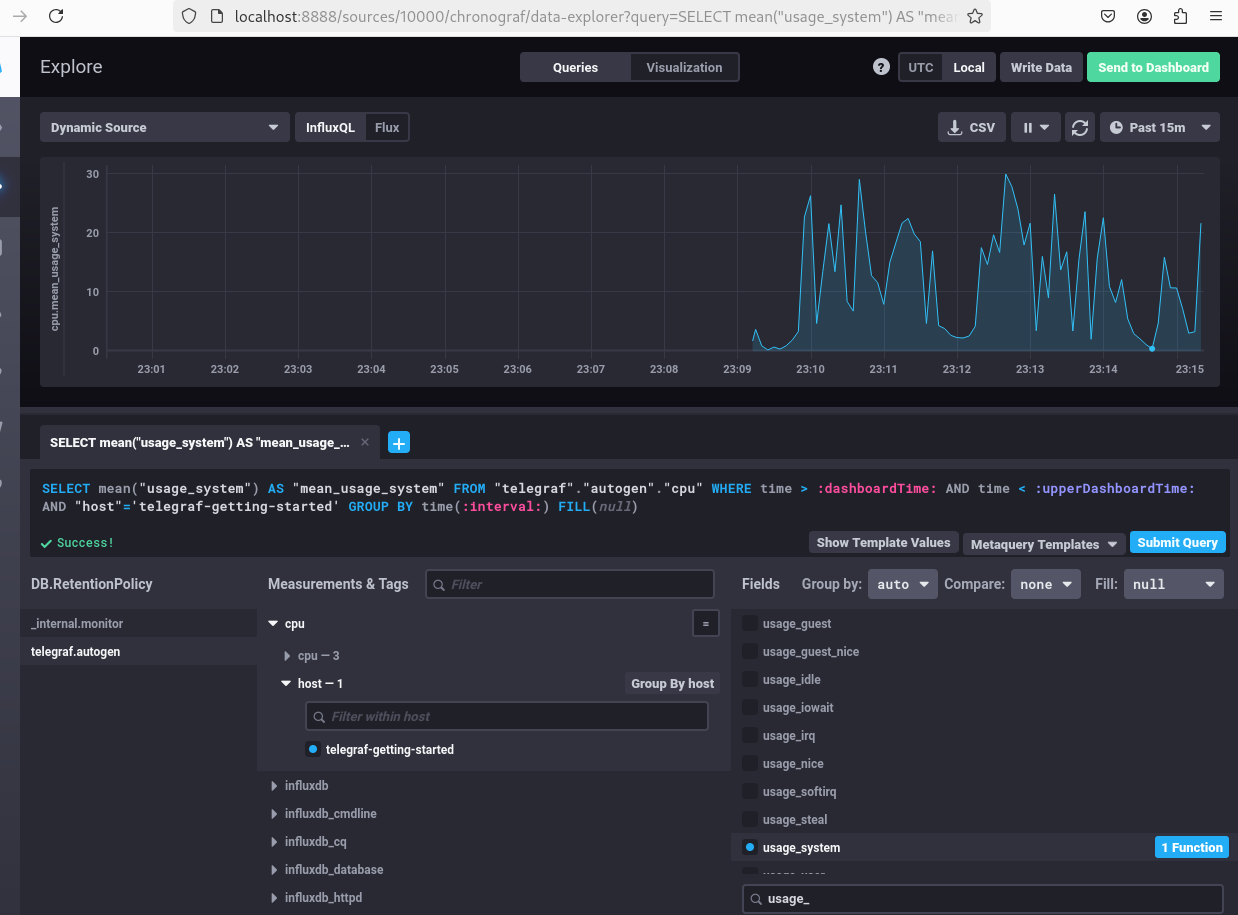 localhost:8888/sources/10000/chronograf/data-explorer?query=SELECT mean("usage_system") AS "mean
Explore
Queries
Visualization
?
UTC
Local
Write Data
Send to Dashboard
Dynamic Source
InfluxQL
Flux
CSV
Past 15m
cpu.mean_usage_system
30
20
10
0
23:01 23:02 23:03 23:04 23:05 23:06 23:07 23:08 23:09 23:10 23:11 23:12 23:13 23:14 23:15
SELECT mean("usage_system") AS "mean_usage_...
SELECT mean("usage_system") AS "mean_usage_system" FROM "telegraf"."autogen"."cpu" WHERE time > :dashboardTime: AND time < :upperDashboardTime:
AND "host"='telegraf-getting-started' GROUP BY time(:interval:) FILL(null)
Success!
Show Template Values
Metaquery Templates
Submit Query
DB.RetentionPolicy
_internal.monitor
telegraf.autogen
Measurements & Tags
Filter
cpu
=
cpu — 3
host — 1
Group By host
Filter within host
telegraf-getting-started
influxdb
influxdb_cmdline
influxdb_cq
influxdb_database
influxdb_httpd
Fields
Group by:
auto
Compare:
none
Fill:
null
usage_guest
usage_guest_nice
usage_idle
usage_iowait
usage_irq
usage_nice
usage_softirq
usage_steal
usage_system
1 Function
usage_